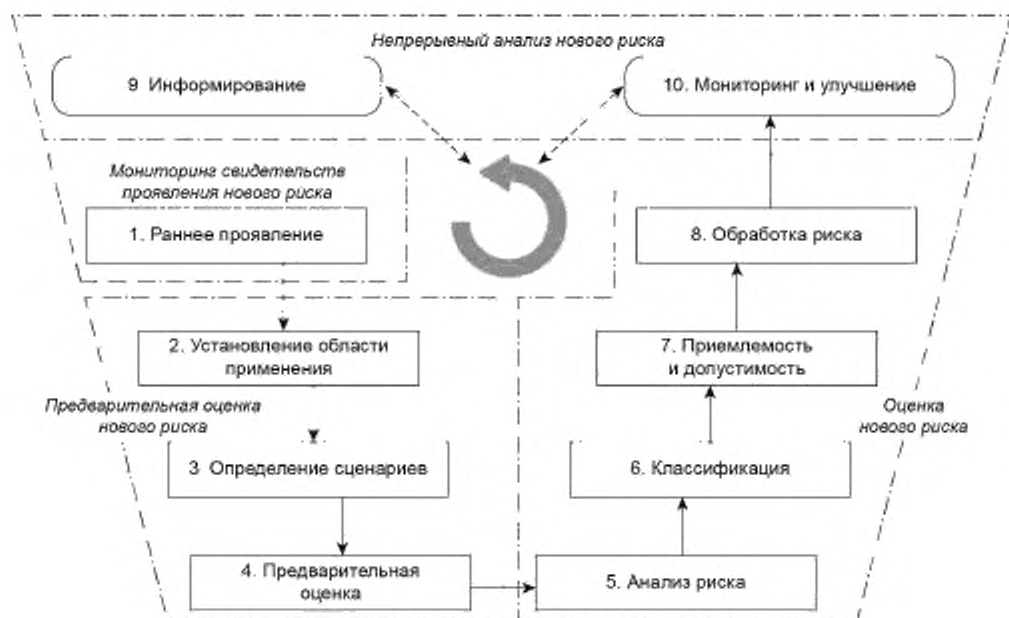 Непрерывный анализ нового риска
9 Информирование
10. Мониторинг и улучшение
Мониторинг свидетельств
проявления нового риска
1. Раннее проявление
8. Обработка риска
2. Установление области
применения
7. Приемлемость
и допустимость
Предварительная оценка
нового риска
Оценка
нового риска
3 Определение сценариев
6. Классификация
4. Предварительная
оценка
5. Анализ риска